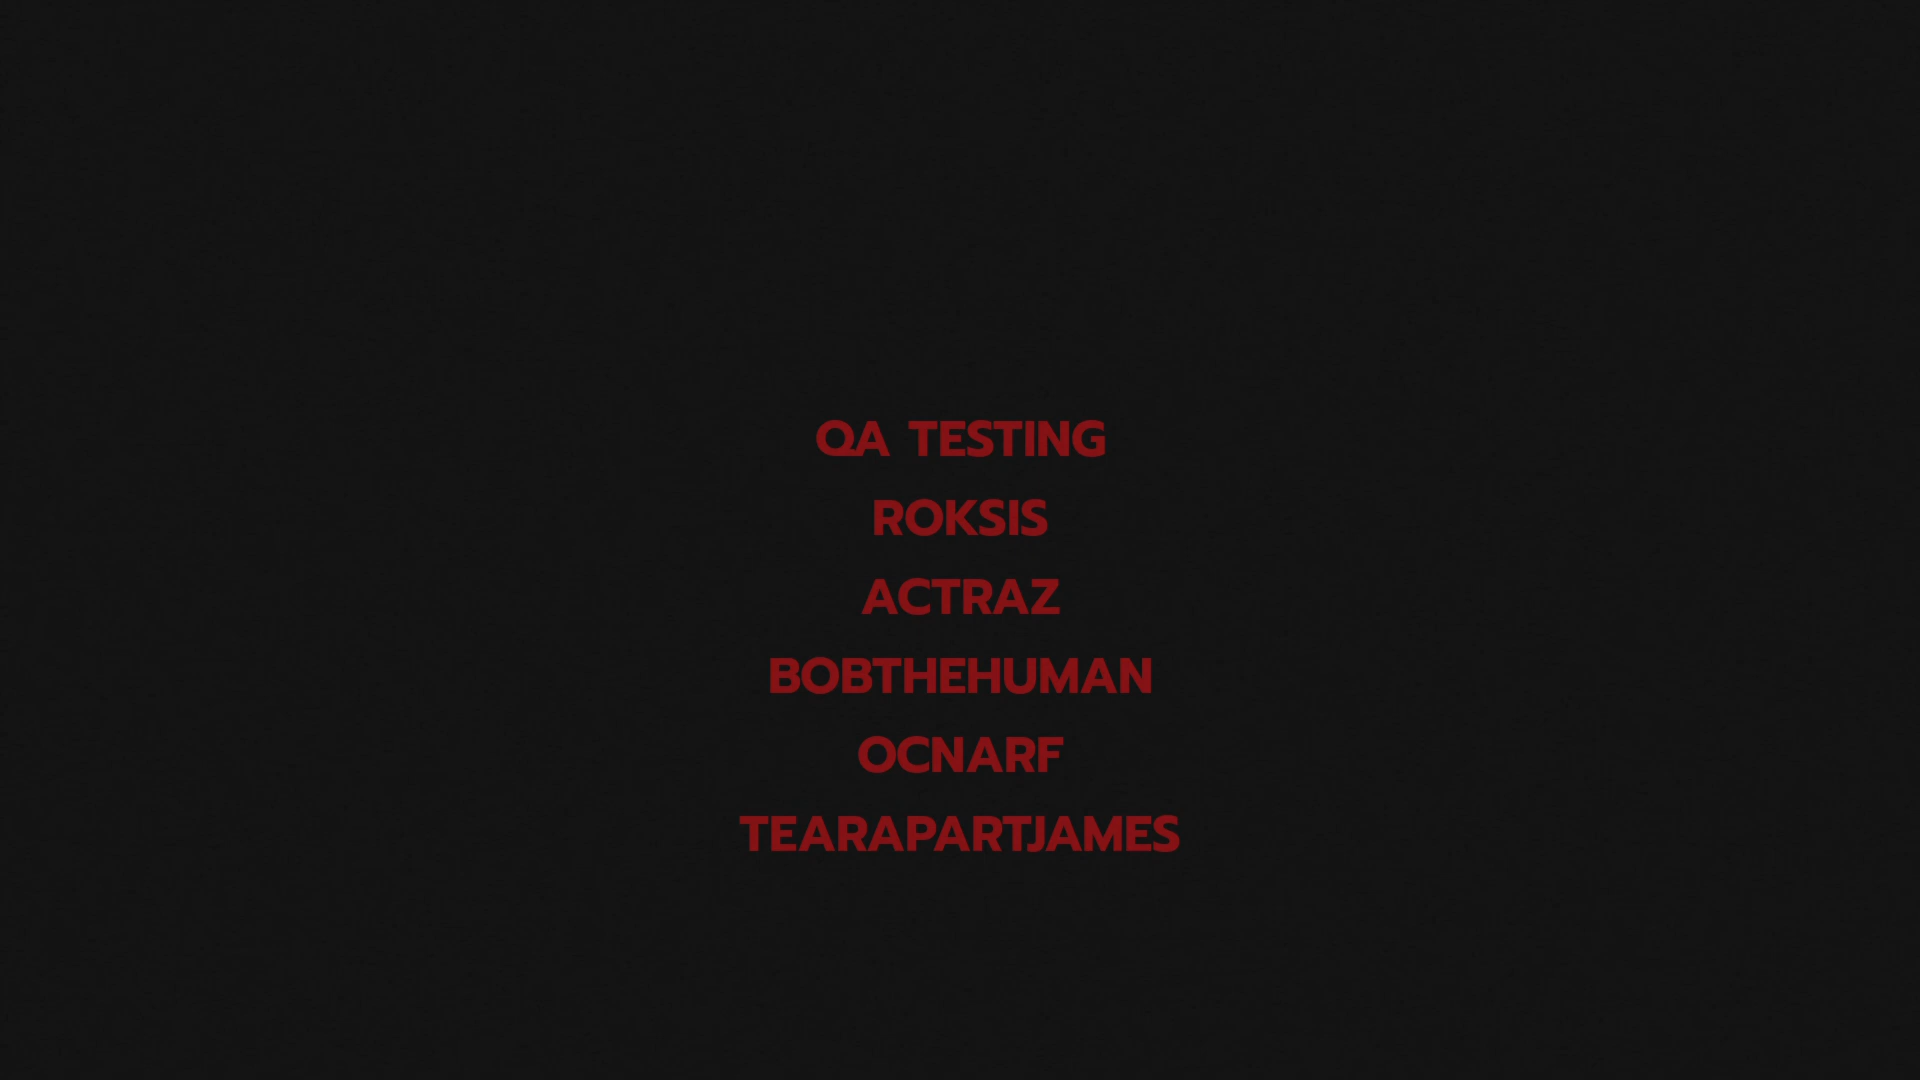 QA TESTING
ROKSIS
ACTRAZ
BOBTHEHUMAN
OCNARF
TEARAPARTJAMES